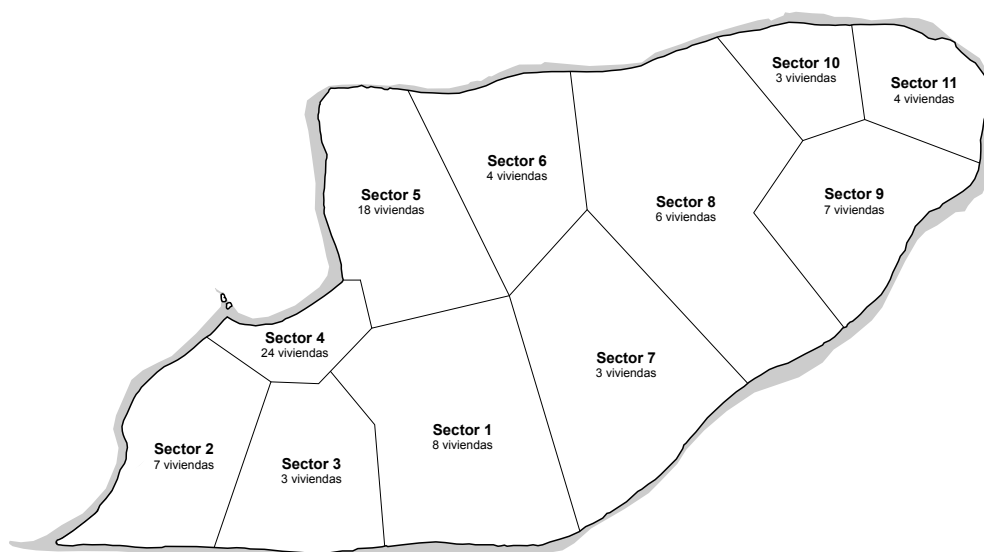 Sector 10
3 viviendas
Sector 11
4 viviendas
Sector 6
4 viviendas
Sector 5
18 viviendas
Sector 8
6 viviendas
Sector 9
7 viviendas
Sector 4
24 viviendas
Sector 7
3 viviendas
Sector 1
8 viviendas
Sector 2
7 viviendas
Sector 3
3 viviendas